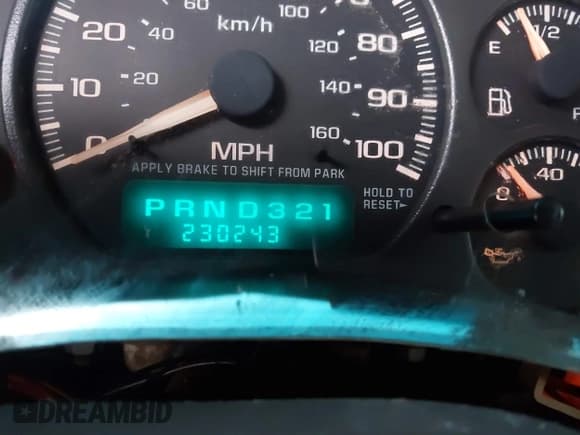 60 km/h 100
20 40 120 80
10 20 140 90
0 MPH 160 100
APPLY BRAKE TO SHIFT FROM PARK
HOLD TO
RESET
PRND321
230243
E 1/2
40
DREAMBID